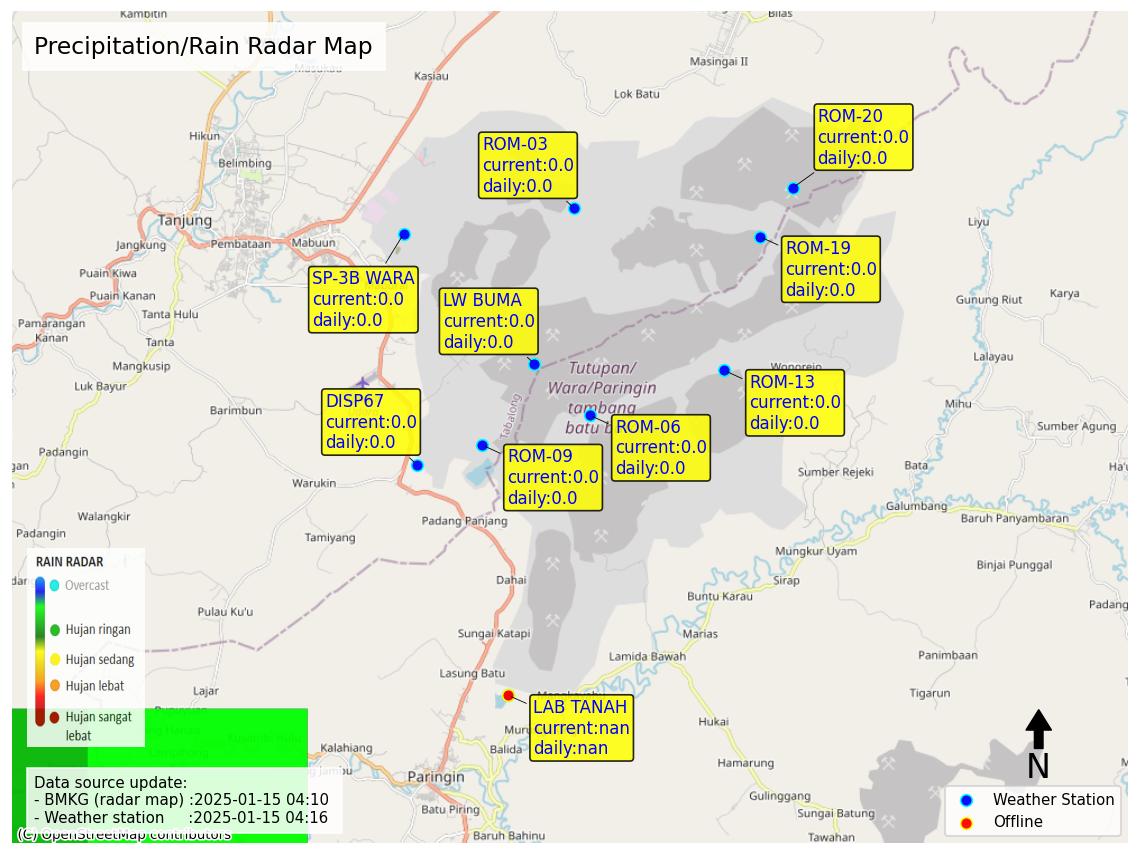 Kambitin
Bilas
Precipitation/Rain Radar Map
Masukau
Masingai II
Kasiau
Lok Batu
ROM-20
current:0.0
daily:0.0
Hikun
ROM-03
current:0.0
daily:0.0
Belimbing
Tanjung
Liyu
Jangkung
Pembataan
Mabuun
ROM-19
current:0.0
daily:0.0
Puain Kiwa
SP-3B WARA
current:0.0
daily:0.0
Puain Kanan
LW BUMA
current:0.0
daily:0.0
Karya
Gunung Riut
Tanta Hulu
Pamarangan
Kanan
Tanta
Lalayau
Mangkusip
Wonorejo
Tutupan/
Wara/Paringin
tambang
batu b
Luk Bayur
ROM-13
current:0.0
daily:0.0
DISP67
current:0.0
daily:0.0
Barimbun
Mihu
Tabalong
ROM-06
current:0.0
daily:0.0
Sumber Agung
Padangin
ROM-09
current:0.0
daily:0.0
gan
Ha
Bata
Sumber Rejeki
Warukin
Galumbang
Walangkir
Padang Panjang
Baruh Panyambaran
Padangin
Tamiyang
Mungkur Uyam
Binjai Punggal
RAIN RADAR
Overcast
Hujan ringan
Hujan sedang
Hujan lebat
Hujan sangat
lebat
dar
Dahai
Sirap
Buntu Karau
Padang
Pulau Ku'u
Sungai Katapi
Marias
Lamida Bawah
Panimbaan
Lasung Batu
Lajar
Tigarun
LAB TANAH
current:nan
daily:nan
Muru
Hukai
Kalahiang
Balida
Hamarung
g Jambu
Paringin
N
Data source update:
- BMKG (radar map) :2025-01-15 04:10
- Weather station :2025-01-15 04:16
Gulinggang
Weather Station
Offline
Batu Piring
Sungai Batung
(C) OpenStreetMap contributors
Baruh Bahinu
Tawahan